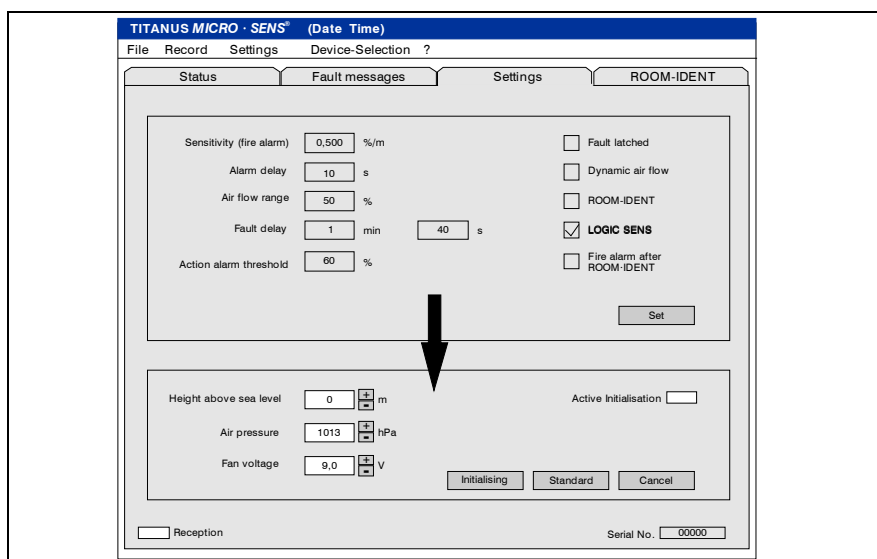 TITANUS MICRO · SENS® (Date Time)
File Record Settings Device-Selection ?
Status Fault messages Settings ROOM-IDENT
Sensitivity (fire alarm) 0,500 %/m Fault latched
Alarm delay 10 s Dynamic air flow
Air flow range 50 % ROOM-IDENT
Fault delay 1 min 40 s LOGIC SENS
Action alarm threshold 60 % Fire alarm after
ROOM-IDENT
Set
Height above sea level 0 + - m Active Initialisation
Air pressure 1013 + - hPa
Fan voltage 9,0 + - V
Initialising Standard Cancel
Reception Serial No. 00000